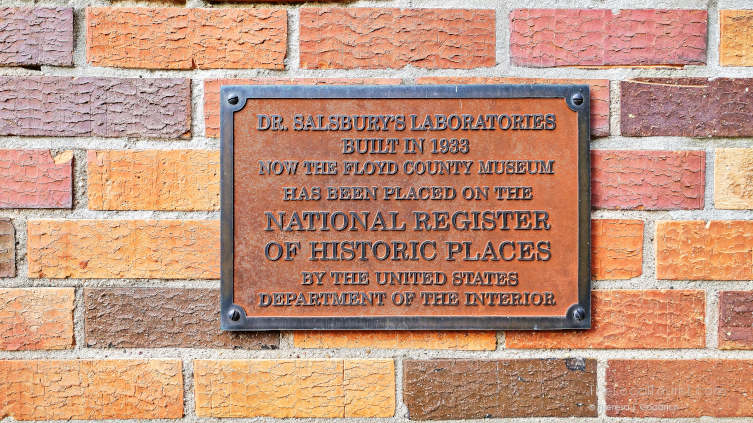 DR. SALSBURY'S LABORATORIES
BUILT IN 1933
NOW THE FLOYD COUNTY MUSEUM
HAS BEEN PLACED ON THE
NATIONAL REGISTER
OF HISTORIC PLACES
BY THE UNITED STATES
DEPARTMENT OF THE INTERIOR